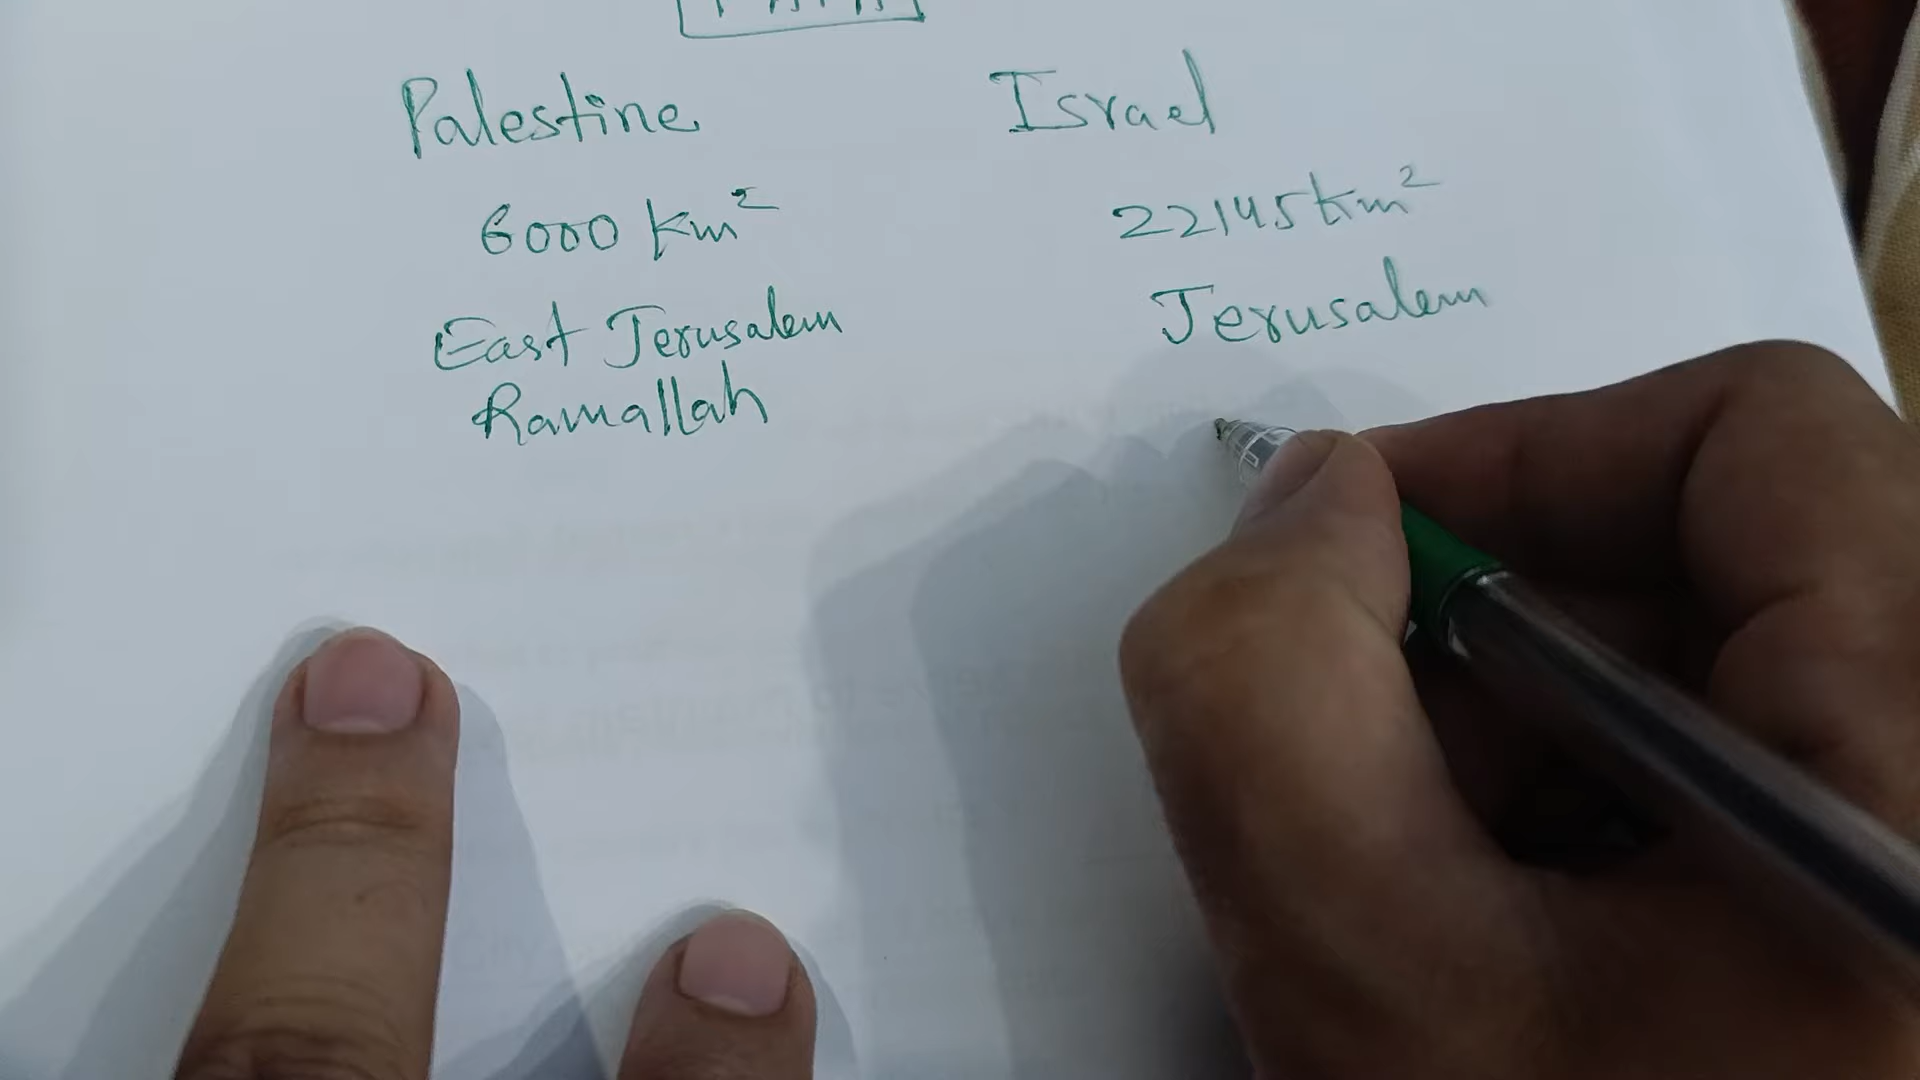 Palestine Israel
6000 Km² 22145 km²
East Jerusalem Jerusalem
Ramallah